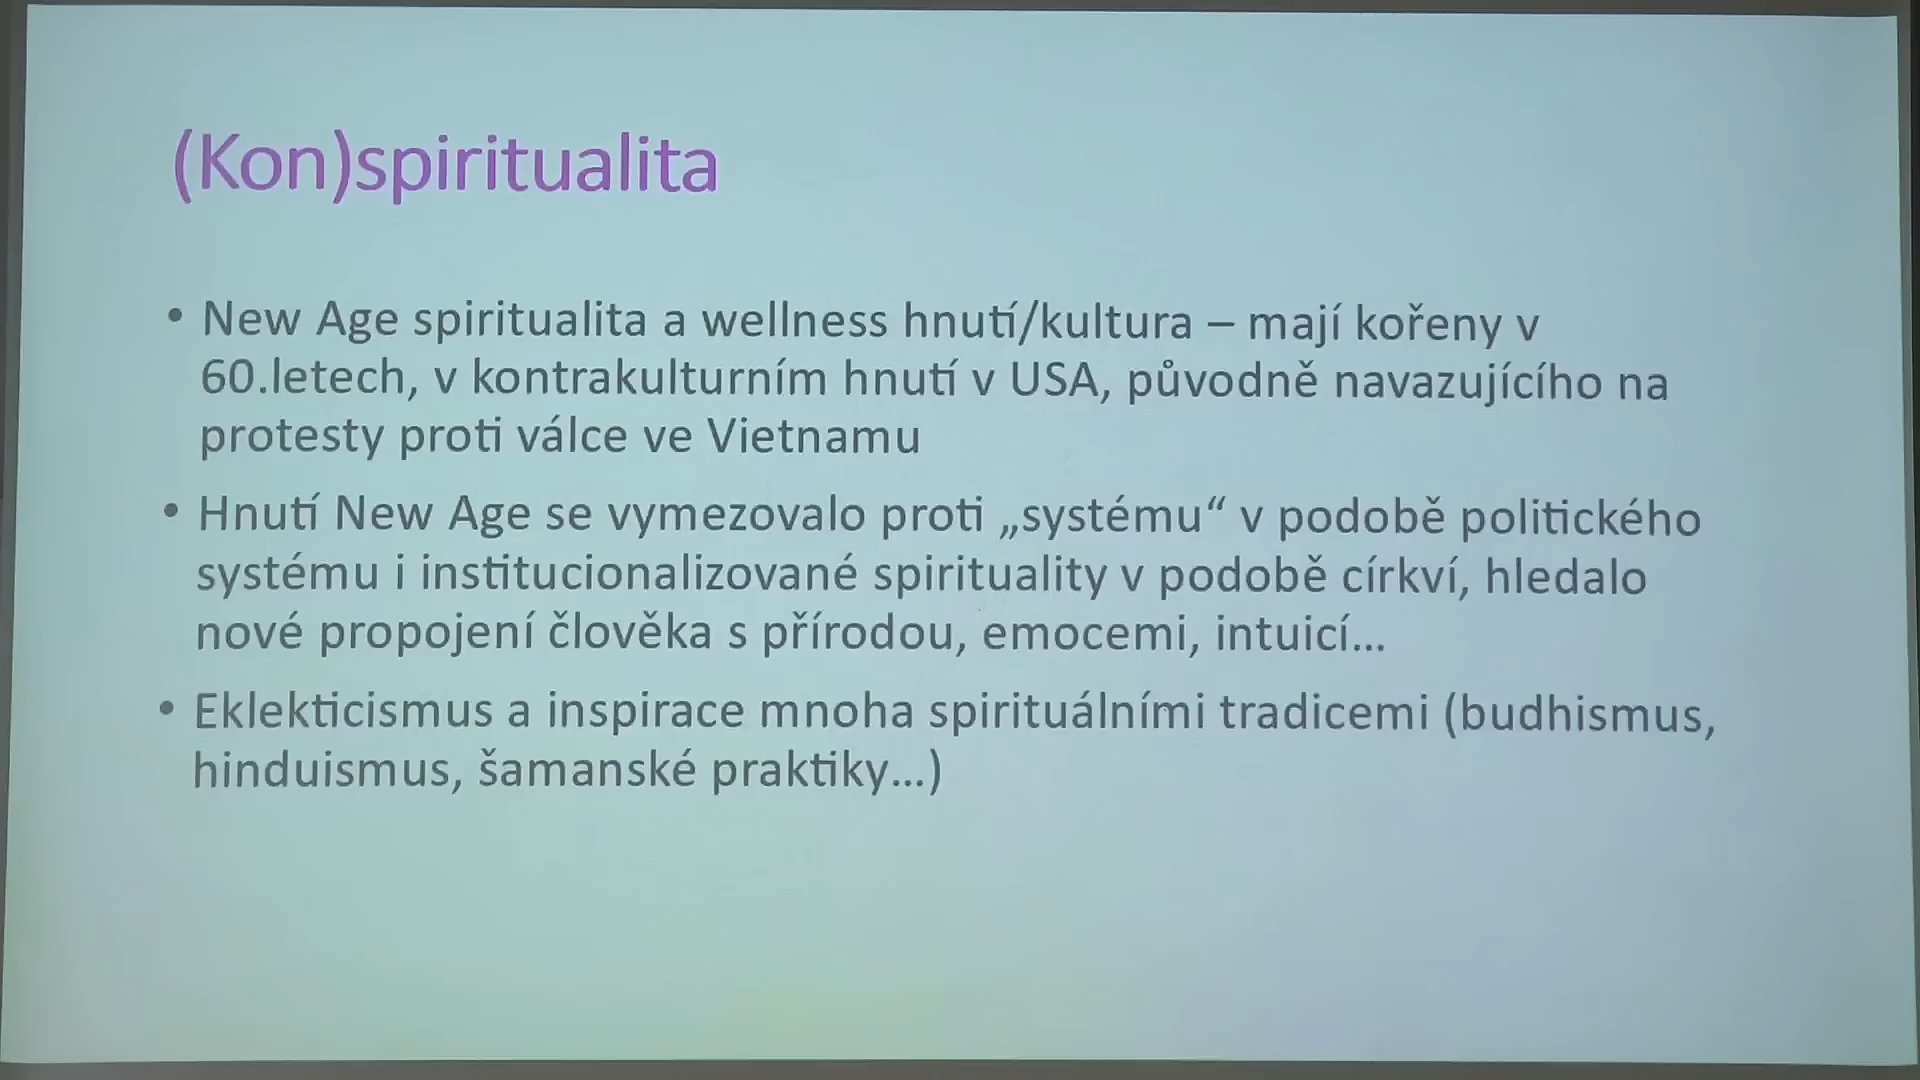 (Kon)spiritualita
• New Age spiritualita a wellness hnutí/kultura – mají kořeny v
60.letech, v kontrakulturním hnutí v USA, původně navazujícího na
protesty proti válce ve Vietnamu
• Hnutí New Age se vymezovalo proti „systému“ v podobě politického
systému i institucionalizované spirituality v podobě církví, hledalo
nové propojení člověka s přírodou, emocemi, intuicí...
• Eklekticismus a inspirace mnoha spirituálními tradicemi (budhismus,
hinduismus, šamanské praktiky...)